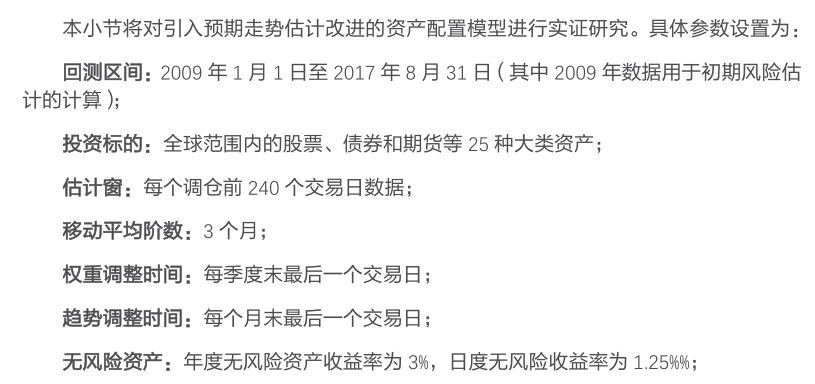 本小节将对引入预期走势估计改进的资产配置模型进行实证研究。具体参数设置为：
回测区间：2009 年 1 月 1 日至 2017 年 8 月 31 日（其中 2009 年数据用于初期风险估
计的计算）；
投资标的：全球范围内的股票、债券和期货等 25 种大类资产；
估计窗：每个调仓前 240 个交易日数据；
移动平均阶数：3 个月；
权重调整时间：每季度末最后一个交易日；
趋势调整时间：每个月末最后一个交易日；
无风险资产：年度无风险资产收益率为 3%，日度无风险收益率为 1.25%%；